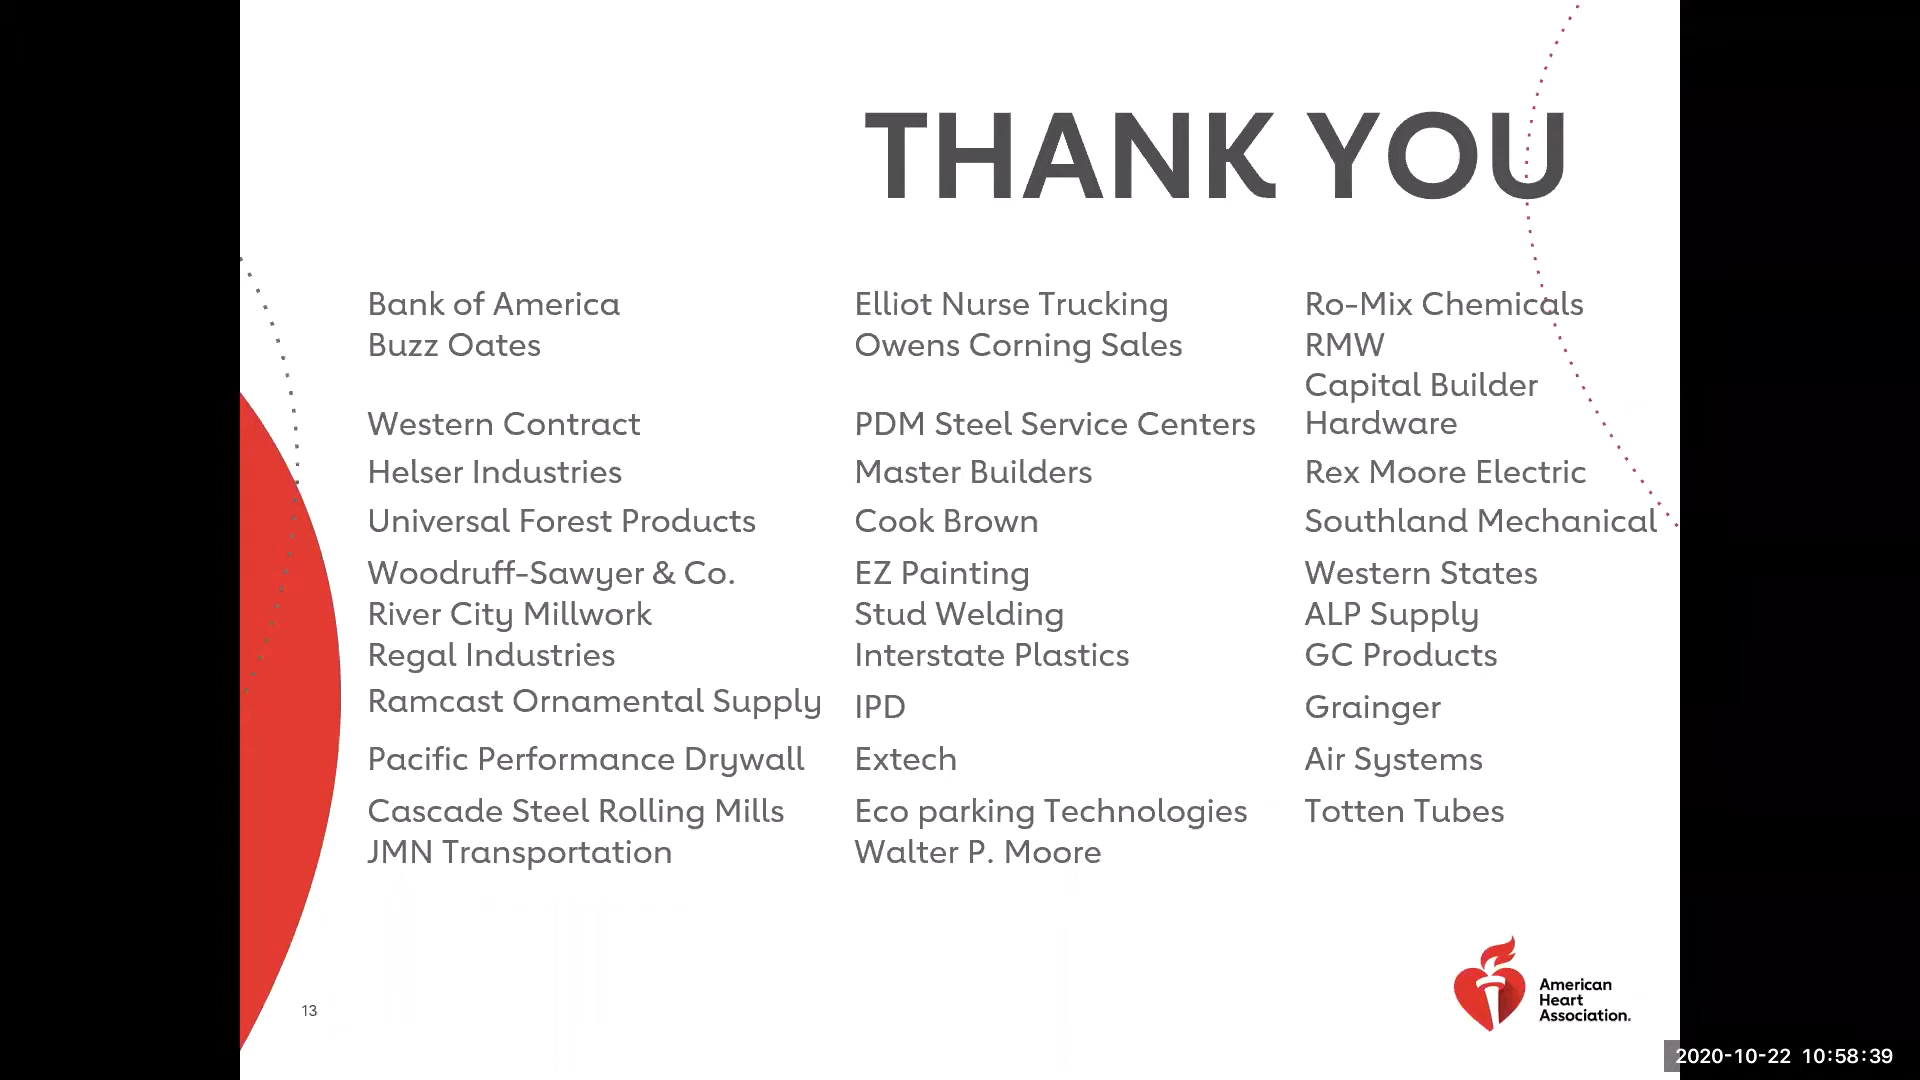 THANK YOU
Bank of America
Buzz Oates
Western Contract
Helser Industries
Universal Forest Products
Woodruff-Sawyer & Co.
River City Millwork
Regal Industries
Ramcast Ornamental Supply
Pacific Performance Drywall
Cascade Steel Rolling Mills
JMN Transportation
Elliot Nurse Trucking
Owens Corning Sales
PDM Steel Service Centers
Master Builders
Cook Brown
EZ Painting
Stud Welding
Interstate Plastics
IPD
Extech
Eco parking Technologies
Walter P. Moore
Ro-Mix Chemicals
RMW
Capital Builder
Hardware
Rex Moore Electric
Southland Mechanical
Western States
ALP Supply
GC Products
Grainger
Air Systems
Totten Tubes
13
American
Heart
Association.
2020-10-22 10:58:39